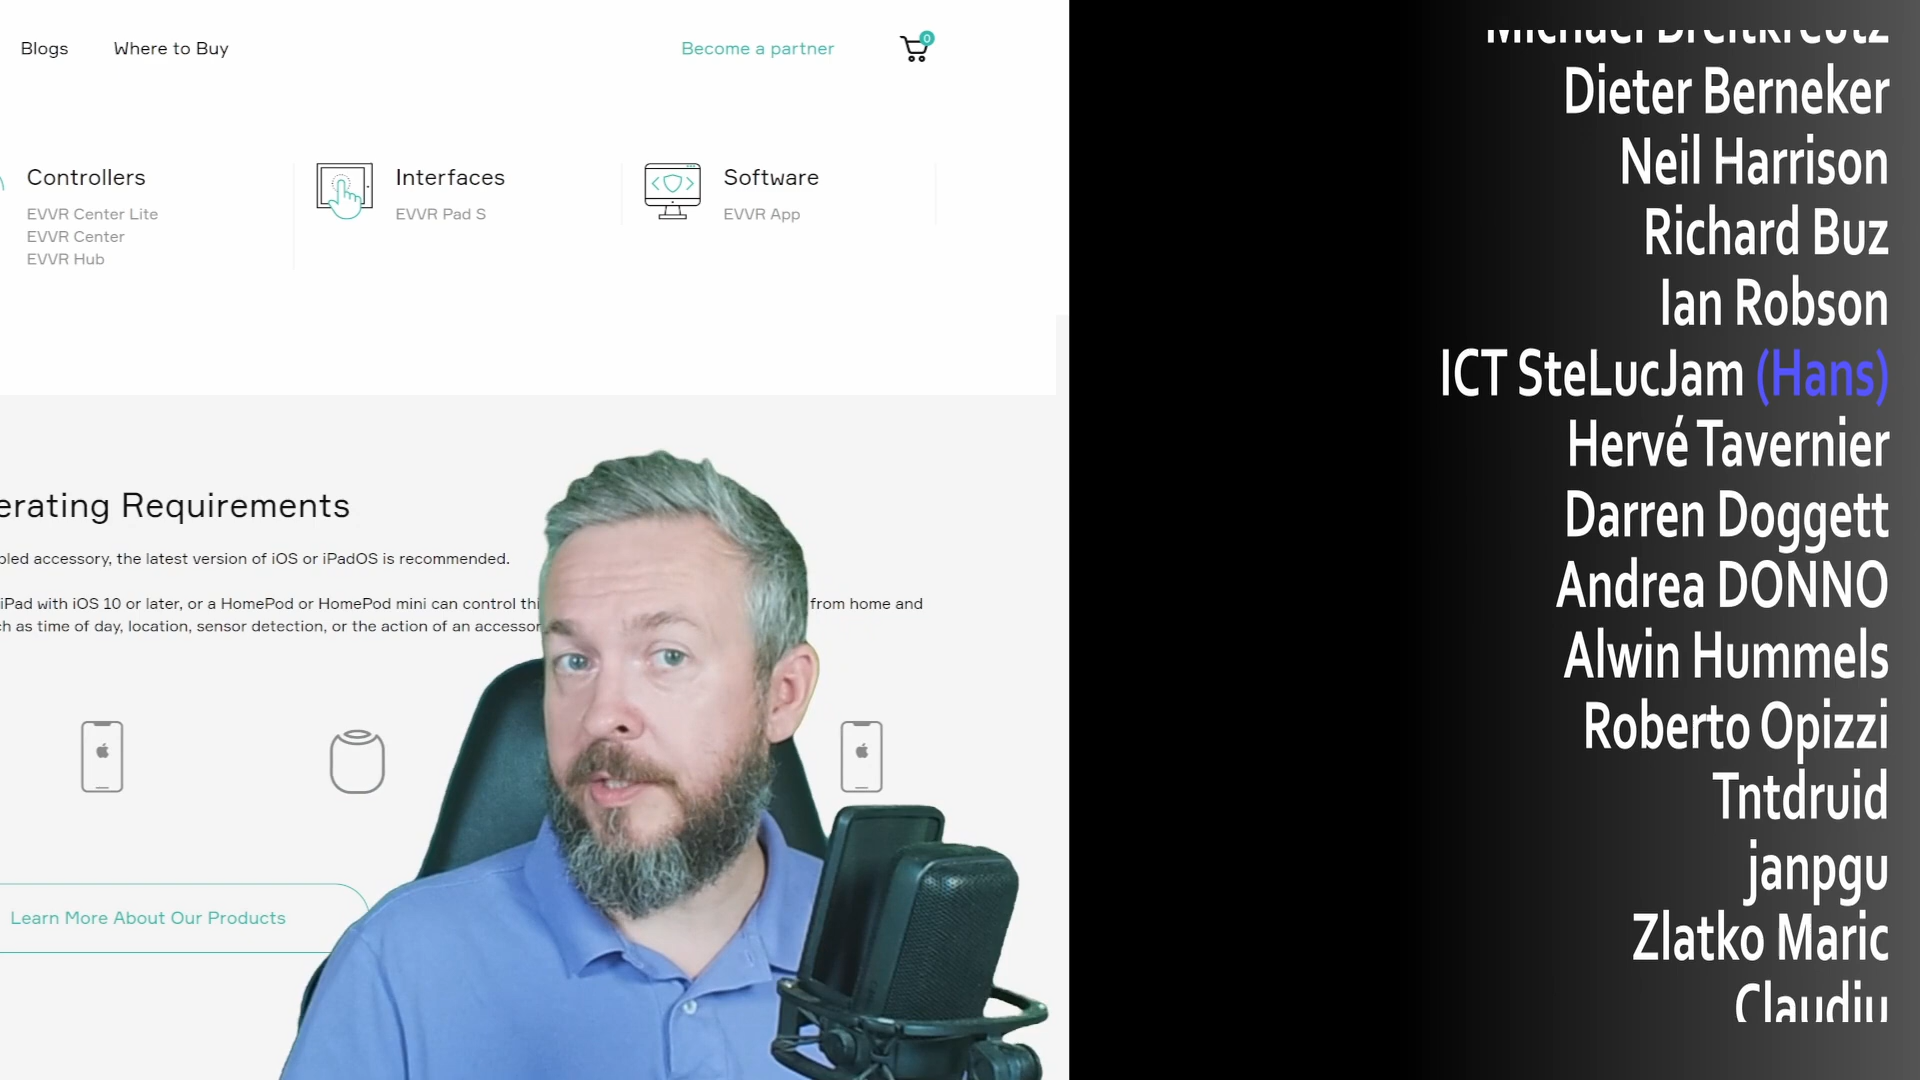 Blogs
Where to Buy
Become a partner
0
Controllers
EVVR Center Lite
EVVR Center
EVVR Hub
Interfaces
EVVR Pad S
Software
EVVR App
erating Requirements
bled accessory, the latest version of iOS or iPadOS is recommended.
iPad with iOS 10 or later, or a HomePod or HomePod mini can control thi
from home and
ch as time of day, location, sensor detection, or the action of an accessor
Learn More About Our Products
Michael Breitkreutz
Dieter Berneker
Neil Harrison
Richard Buz
Ian Robson
ICT SteLucJam (Hans)
Hervé Tavernier
Darren Doggett
Andrea DONNO
Alwin Hummels
Roberto Opizzi
Tntdruid
janpgu
Zlatko Maric
Claudiu